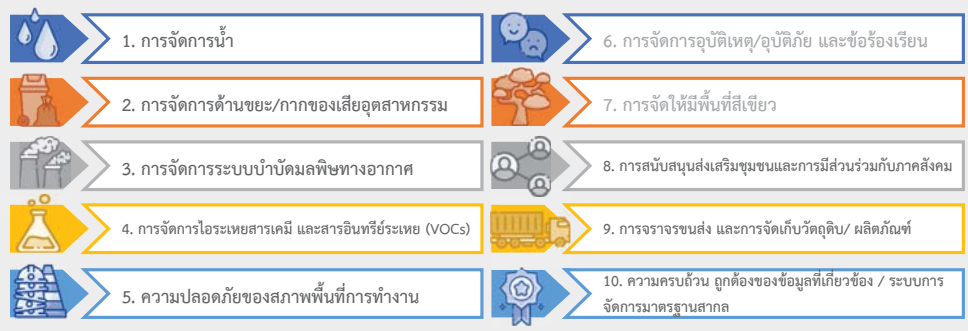 1. การจัดการน้ำ
2. การจัดการด้านขยะ/กากของเสียอุตสาหกรรม
3. การจัดการระบบบำบัดมลพิษทางอากาศ
4. การจัดการไอระเหยสารเคมี และสารอินทรีย์ระเหย (VOCs)
5. ความปลอดภัยของสภาพพื้นที่การทำงาน
6. การจัดการอุบัติเหตุ/อุบัติภัย และข้อร้องเรียน
7. การจัดให้มีพื้นที่สีเขียว
8. การสนับสนุนส่งเสริมชุมชนและการมีส่วนร่วมกับภาคสังคม
9. การจราจรขนส่ง และการจัดเก็บวัตถุดิบ/ ผลิตภัณฑ์
10. ความครบถ้วน ถูกต้องของข้อมูลที่เกี่ยวข้อง / ระบบการ
จัดการมาตรฐานสากล